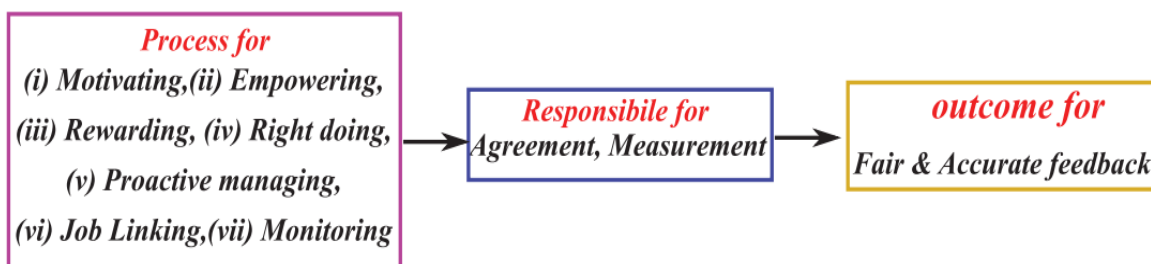 Process for
(i) Motivating,(ii) Empowering,
(iii) Rewarding, (iv) Right doing,
(v) Proactive managing,
(vi) Job Linking,(vii) Monitoring
Responsibile for
Agreement, Measurement
outcome for
Fair & Accurate feedback